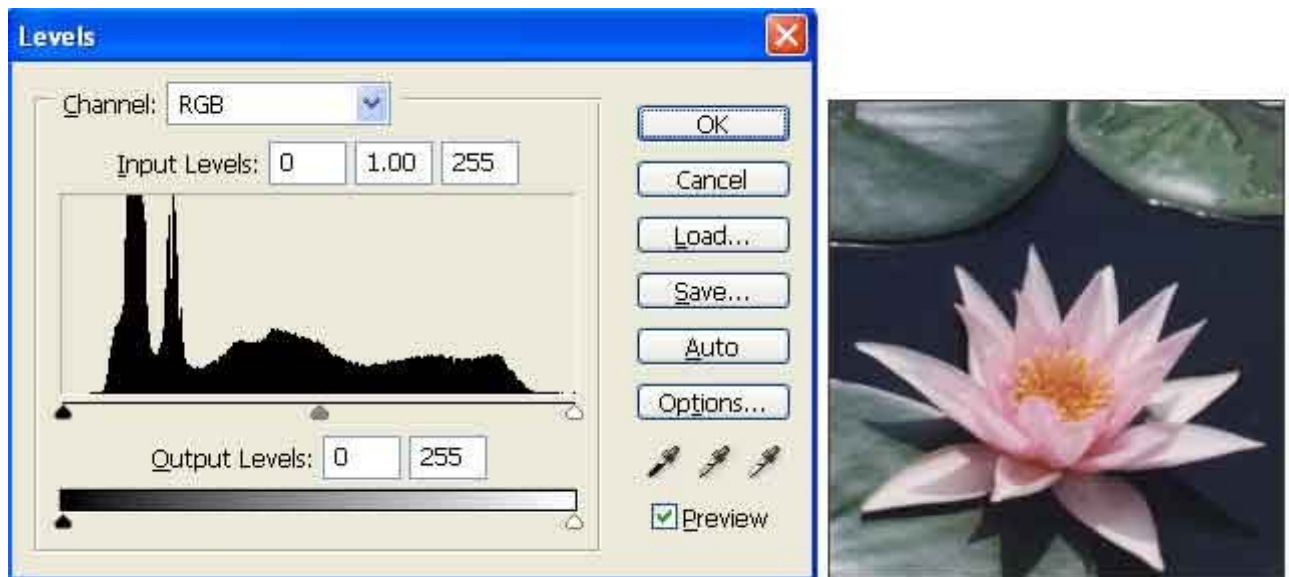 Levels
Channel: RGB
Input Levels: 0 1.00 255
Output Levels: 0 255
OK
Cancel
Load...
Save...
Auto
Options...
Preview